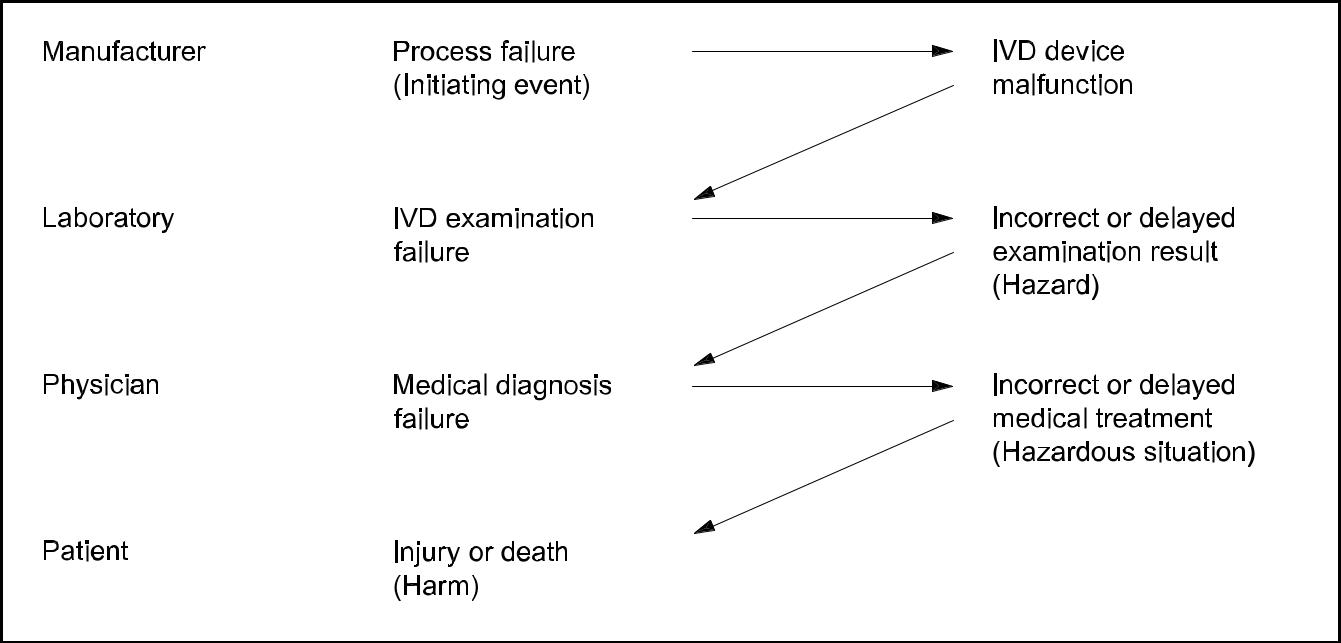 Manufacturer
Process failure
(Initiating event)
IVD device
malfunction
Laboratory
IVD examination
failure
Incorrect or delayed
examination result
(Hazard)
Physician
Medical diagnosis
failure
Incorrect or delayed
medical treatment
(Hazardous situation)
Patient
Injury or death
(Harm)